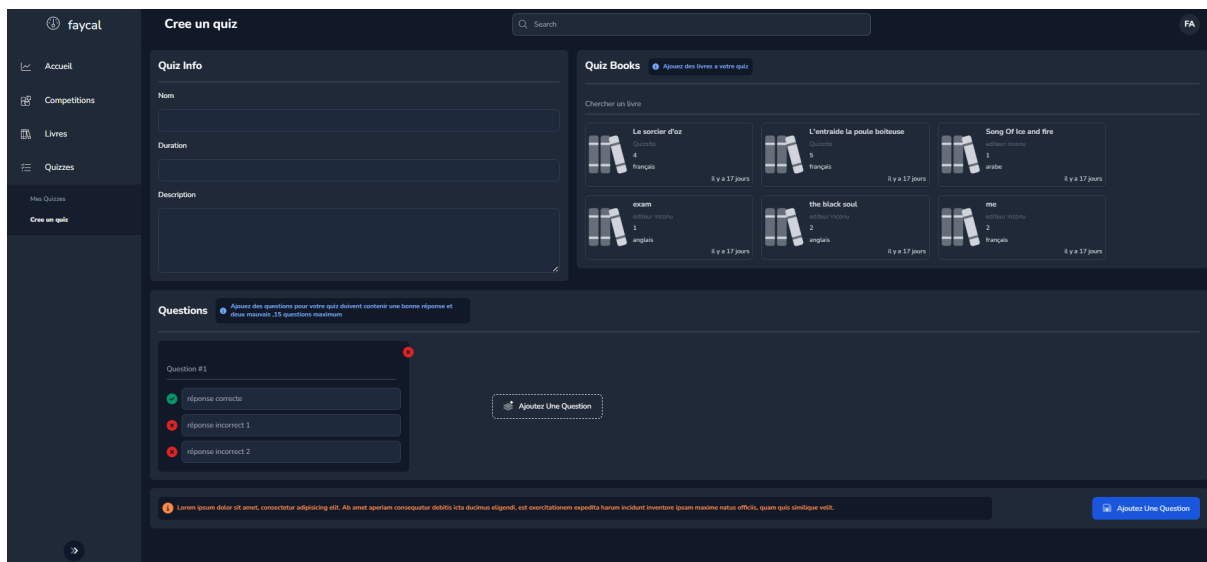 faycal
Cree un quiz
Search
FA
Accueil
Competitions
Livres
Quizzes
Mes Quizzes
Cree un quiz
Quiz Info
Nom
Duration
Description
Quiz Books
Ajouez des livres a votre quiz
Chercher un livre
Le sorcier d'oz
Quizzito
4
français
il y a 17 jours
L'entraide la poule boiteuse
Quizzito
5
français
il y a 17 jours
Song Of Ice and fire
editeur inconu
1
arabe
il y a 17 jours
exam
editeur inconu
1
anglais
il y a 17 jours
the black soul
editeur inconu
2
anglais
il y a 17 jours
me
editeur inconu
2
français
il y a 17 jours
Questions
Ajouez des questions pour votre quiz doivent contenir une bonne réponse et
deux mauvais ,15 questions maximum
Question #1
réponse correcte
réponse incorrect 1
réponse incorrect 2
Ajoutez Une Question
Lorem ipsum dolor sit amet, consectetur adipisicing elit. Ab amet aperiam consequatur debitis icta ducimus eligendi, est exercitationem expedita harum incidunt inventore ipsam maxime natus officiis, quam quis similique velit.
Ajoutez Une Question